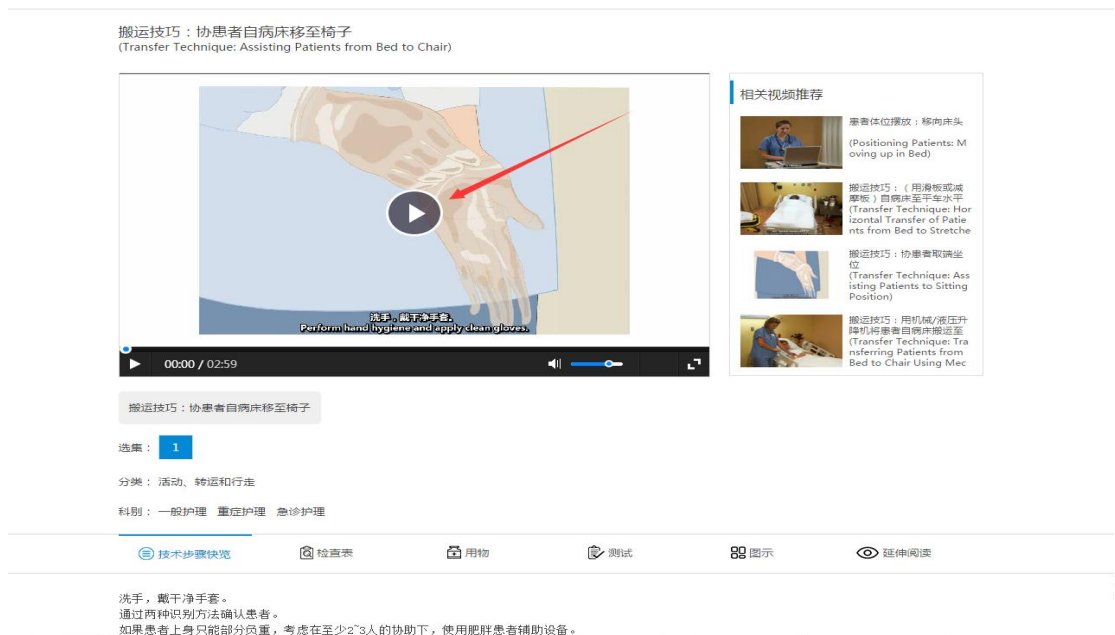 搬运技巧：协患者自病床移至椅子
(Transfer Technique: Assisting Patients from Bed to Chair)
洗手，戴干净手套。
Perform hand hygiene and apply clean gloves.
00:00 / 02:59
相关视频推荐
患者体位摆放：移向床头
(Positioning Patients: M
oving up in Bed)
搬运技巧：（用滑板或减
摩板）自病床至平车水平
(Transfer Technique: Hor
izontal Transfer of Patie
nts from Bed to Stretche
搬运技巧：协患者取端坐
位
(Transfer Technique: Ass
isting Patients to Sitting
Position)
搬运技巧：用机械/液压升
降机将患者自病床搬运至
(Transfer Technique: Tra
nsferring Patients from
Bed to Chair Using Mec
搬运技巧：协患者自病床移至椅子
选集： 1
分类： 活动、转运和行走
科别： 一般护理 重症护理 急诊护理
技术步骤快览 检查表 用物 测试 图示 延伸阅读
洗手，戴干净手套。
通过两种识别方法确认患者。
如果患者上身只能部分负重，考虑在至少2~3人的协助下，使用肥胖患者辅助设备。